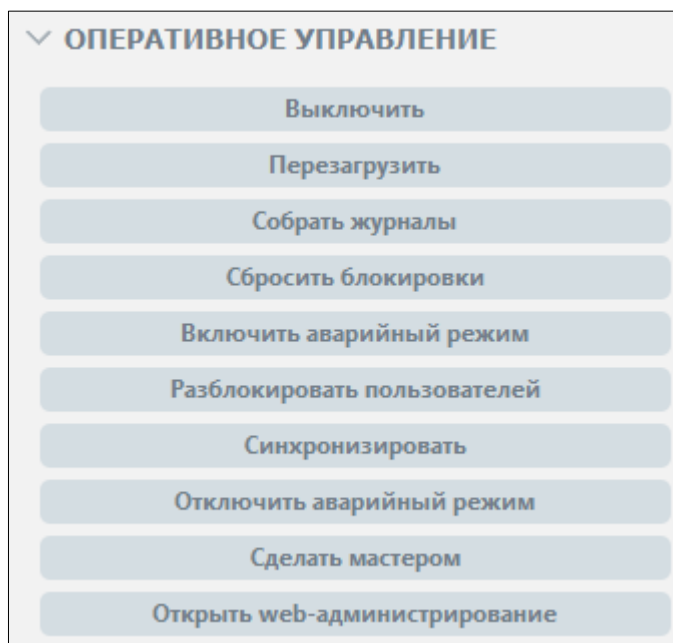 ОПЕРАТИВНОЕ УПРАВЛЕНИЕ
Выключить
Перезагрузить
Собрать журналы
Сбросить блокировки
Включить аварийный режим
Разблокировать пользователей
Синхронизировать
Отключить аварийный режим
Сделать мастером
Открыть web-администрирование